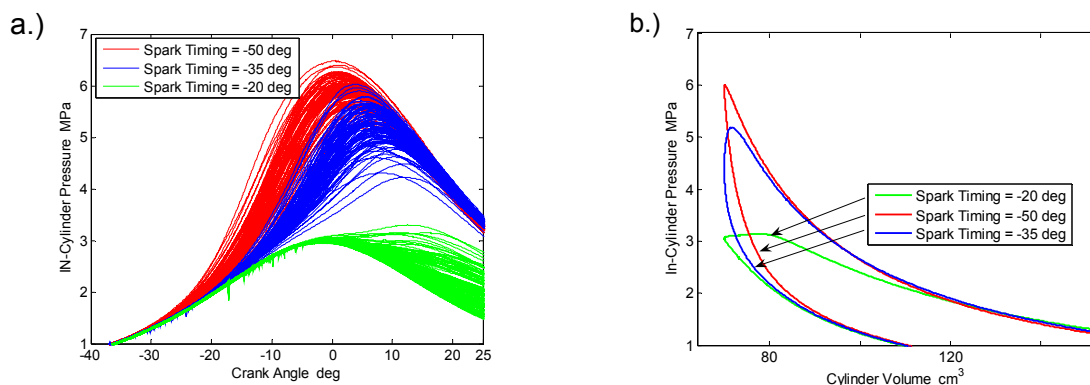 a.)
7
6
5
4
3
2
1
IN-Cylinder Pressure MPa
Spark Timing = -50 deg
Spark Timing = -35 deg
Spark Timing = -20 deg
-40 -30 -20 -10 0 10 20 25
Crank Angle deg
b.)
7
6
5
4
3
2
1
In-Cylinder Pressure MPa
Spark Timing = -20 deg
Spark Timing = -50 deg
Spark Timing = -35 deg
80 120
Cylinder Volume cm³